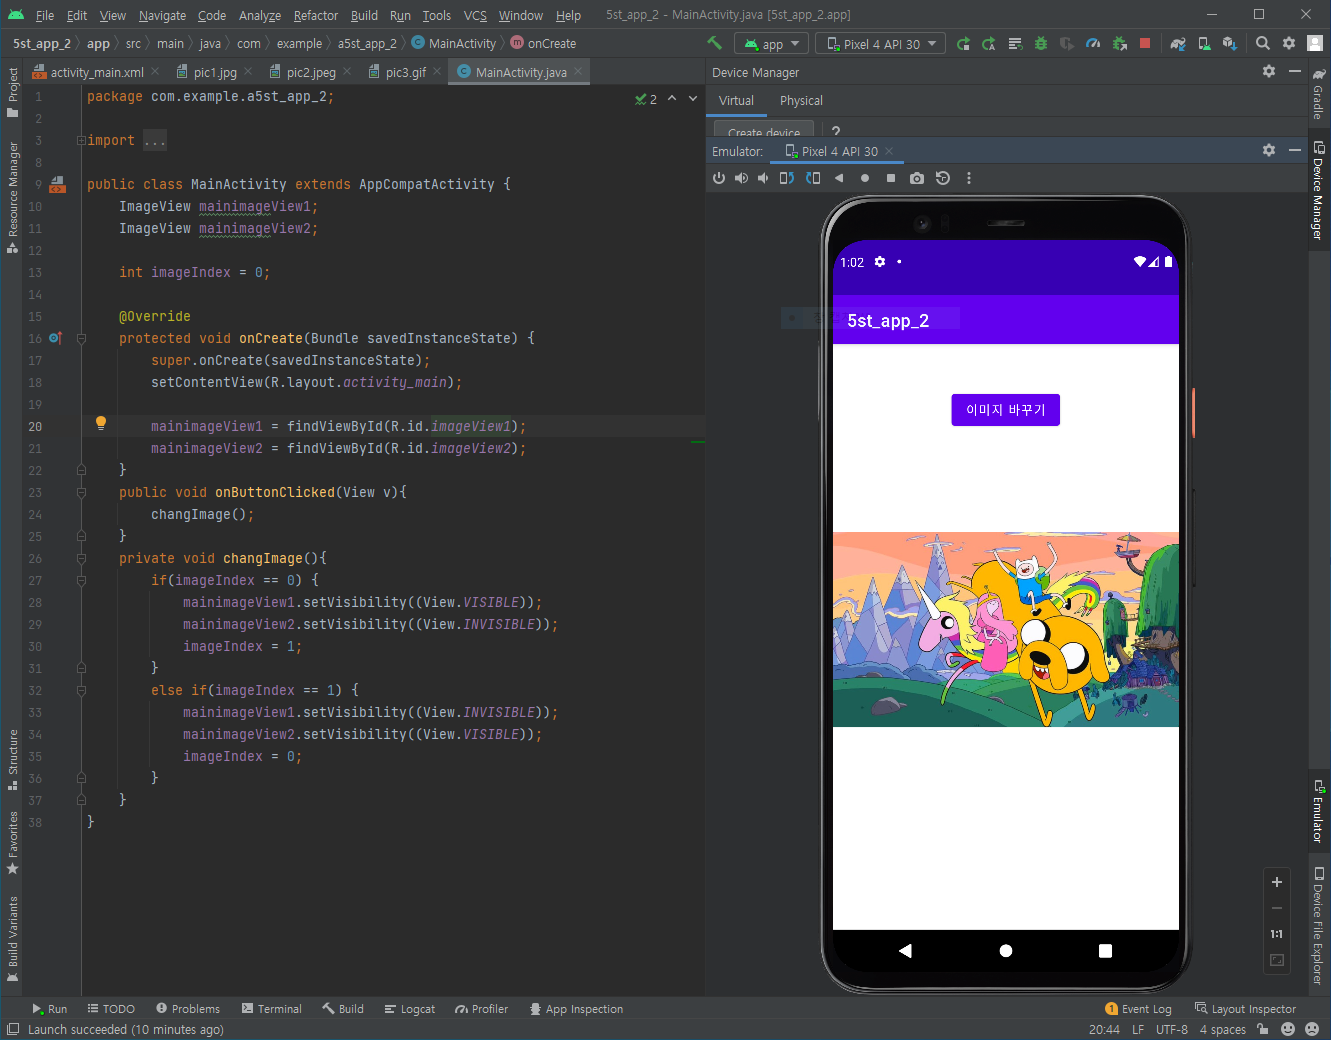 File Edit View Navigate Code Analyze Refactor Build Run Tools VCS Window Help 5st_app_2 - MainActivity.java [5st_app_2.app]
5st_app_2 app src main java com example a5st_app_2 MainActivity onCreate app Pixel 4 API 30
activity_main.xml pic1.jpg pic2.jpeg pic3.gif MainActivity.java
Project
Resource Manager
Structure
Favorites
Build Variants
2
1 package com.example.a5st_app_2;
2
3 import ...
8
9 public class MainActivity extends AppCompatActivity {
10 ImageView mainimageView1;
11 ImageView mainimageView2;
12
13 int imageIndex = 0;
14
15 @Override
16 protected void onCreate(Bundle savedInstanceState) {
17 super.onCreate(savedInstanceState);
18 setContentView(R.layout.activity_main);
19
20 mainimageView1 = findViewById(R.id.imageView1);
21 mainimageView2 = findViewById(R.id.imageView2);
22 }
23 public void onButtonClicked(View v){
24 changImage();
25 }
26 private void changImage(){
27 if(imageIndex == 0) {
28 mainimageView1.setVisibility((View.VISIBLE));
29 mainimageView2.setVisibility((View.INVISIBLE));
30 imageIndex = 1;
31 }
32 else if(imageIndex == 1) {
33 mainimageView1.setVisibility((View.INVISIBLE));
34 mainimageView2.setVisibility((View.VISIBLE));
35 imageIndex = 0;
36 }
37 }
38 }
Device Manager
Virtual Physical
Create device ?
Emulator: Pixel 4 API 30
1:02
5st_app_2
이미지 바꾸기
1:1
Gradle
Device Manager
Emulator
Device File Explorer
Run TODO Problems Terminal Build Logcat Profiler App Inspection 1 Event Log Layout Inspector
Launch succeeded (10 minutes ago) 20:44 LF UTF-8 4 spaces